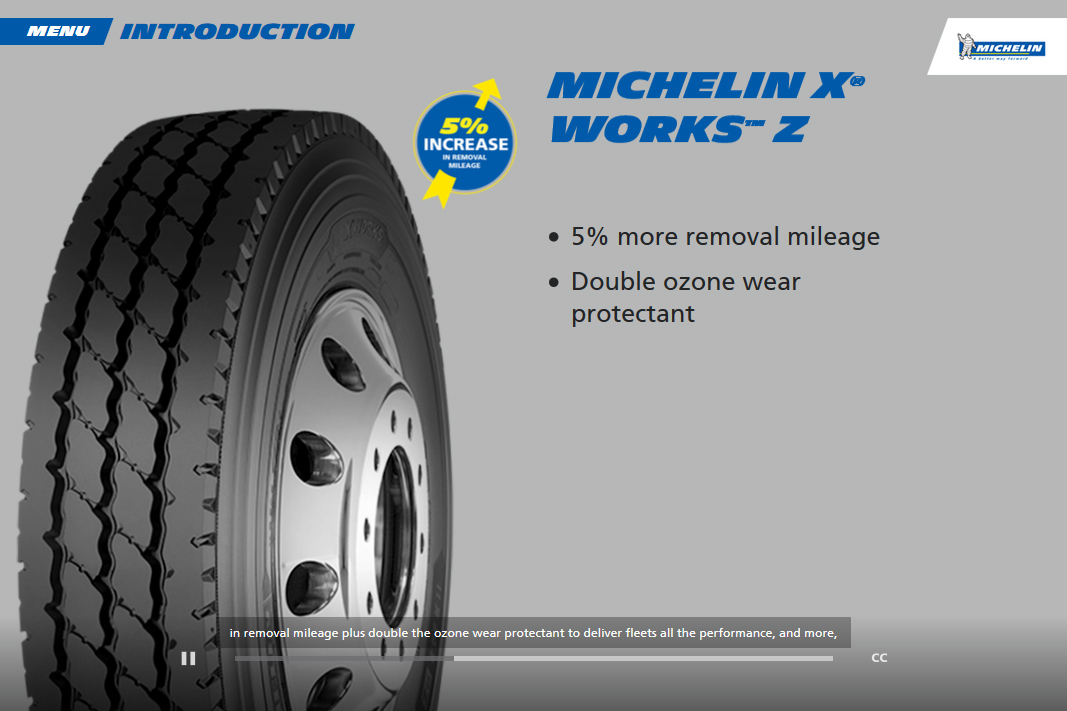 MENU INTRODUCTION
MICHELIN
A better way forward
MICHELIN X®
WORKS™ Z
5%
INCREASE
IN REMOVAL
MILEAGE
• 5% more removal mileage
• Double ozone wear
protectant
in removal mileage plus double the ozone wear protectant to deliver fleets all the performance, and more,
CC